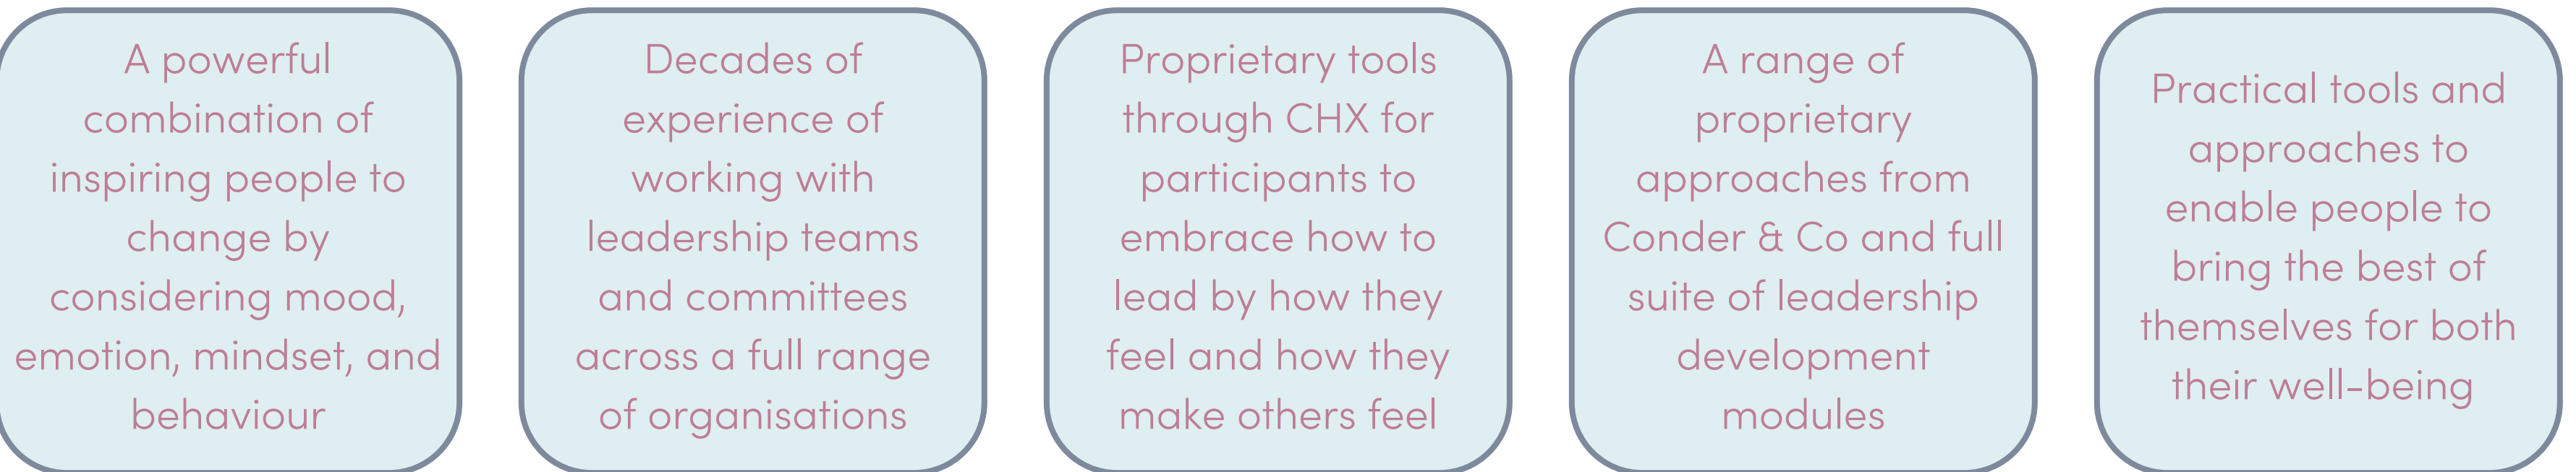 A powerful
combination of
inspiring people to
change by
considering mood,
emotion, mindset, and
behaviour
Decades of
experience of
working with
leadership teams
and committees
across a full range
of organisations
Proprietary tools
through CHX for
participants to
embrace how to
lead by how they
feel and how they
make others feel
A range of
proprietary
approaches from
Conder & Co and full
suite of leadership
development
modules
Practical tools and
approaches to
enable people to
bring the best of
themselves for both
their well-being